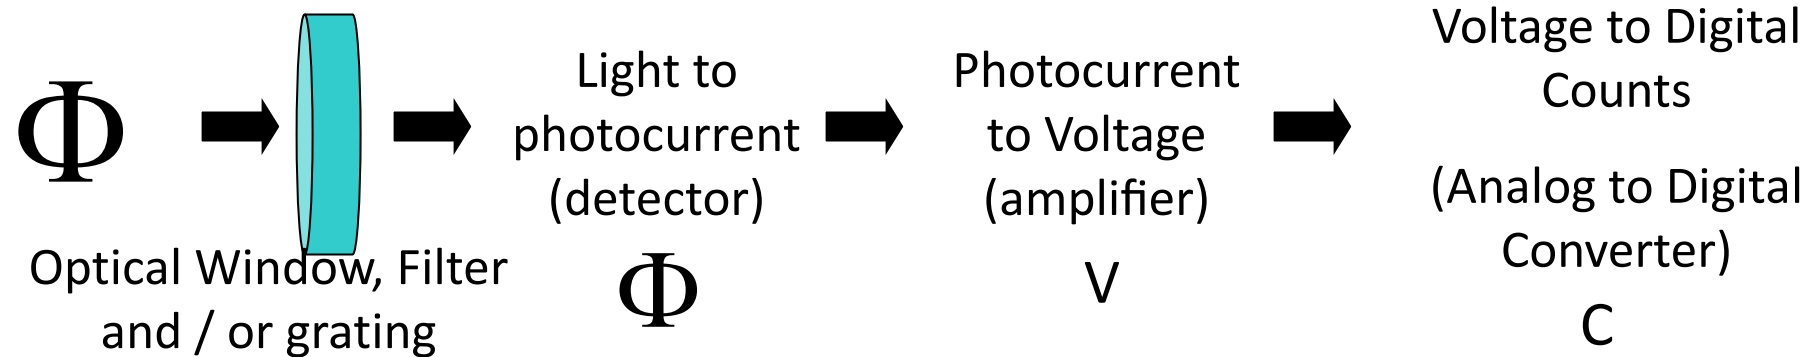 Φ
Optical Window, Filter
and / or grating
Light to
photocurrent
(detector)
Φ
Photocurrent
to Voltage
(amplifier)
V
Voltage to Digital
Counts
(Analog to Digital
Converter)
C